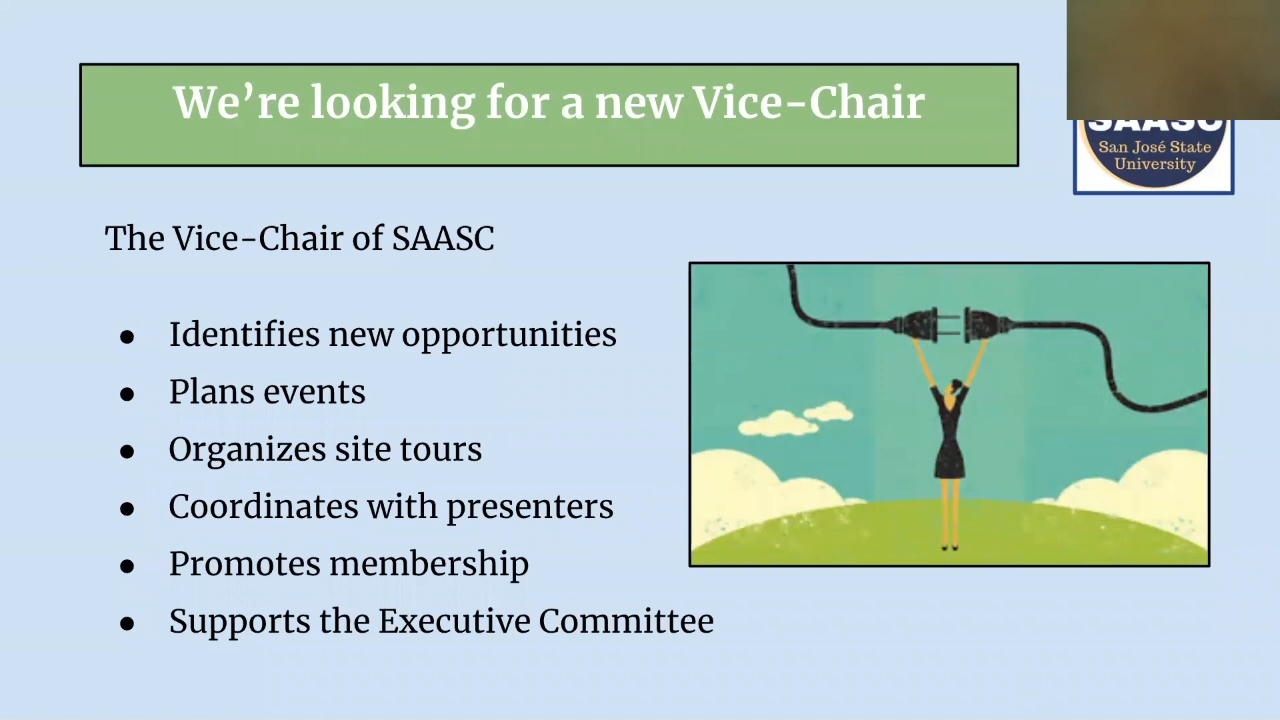 We're looking for a new Vice-Chair
SAASC
San José State
University
The Vice-Chair of SAASC
● Identifies new opportunities
● Plans events
● Organizes site tours
● Coordinates with presenters
● Promotes membership
● Supports the Executive Committee